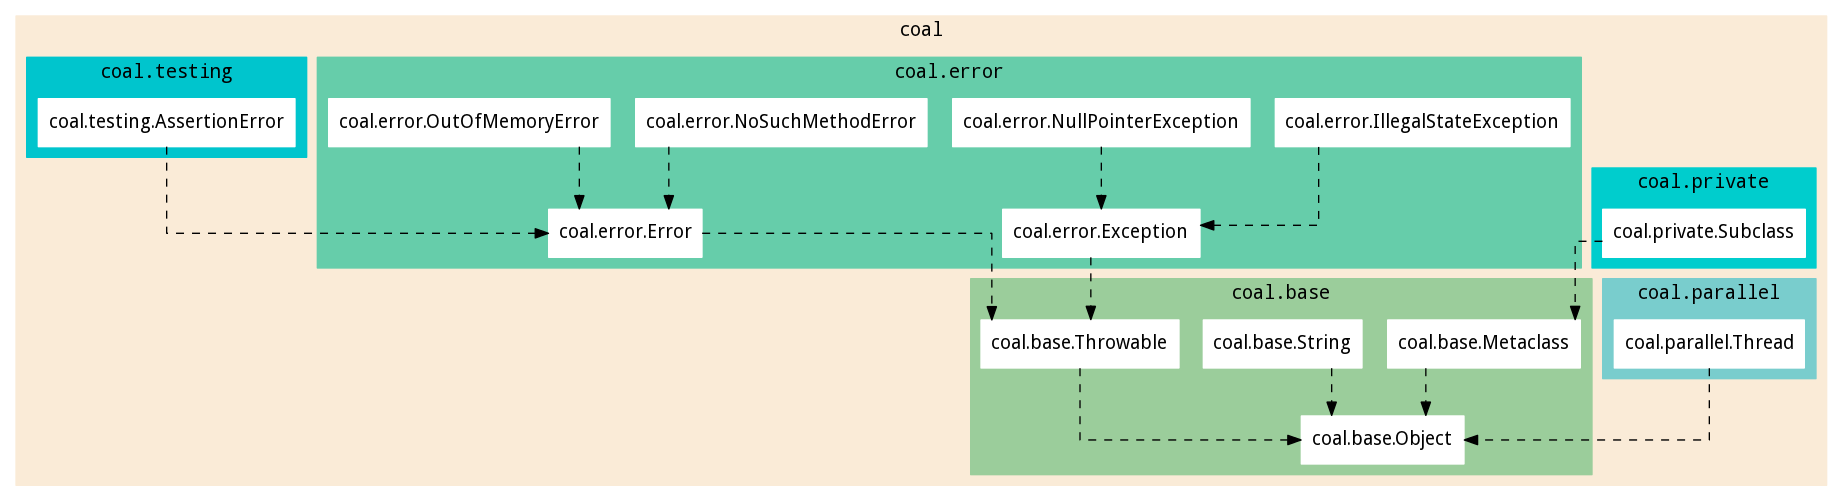 coal
coal.testing
coal.error
coal.testing.AssertionError
coal.error.OutOfMemoryError
coal.error.NoSuchMethodError
coal.error.NullPointerException
coal.error.IllegalStateException
coal.private
coal.error.Error
coal.error.Exception
coal.private.Subclass
coal.base
coal.parallel
coal.base.Throwable
coal.base.String
coal.base.Metaclass
coal.parallel.Thread
coal.base.Object